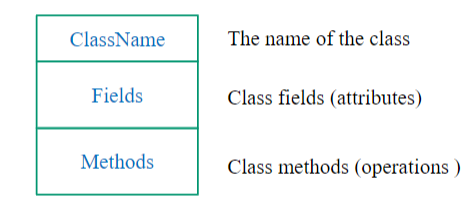 ClassName The name of the class
Fields Class fields (attributes)
Methods Class methods (operations )